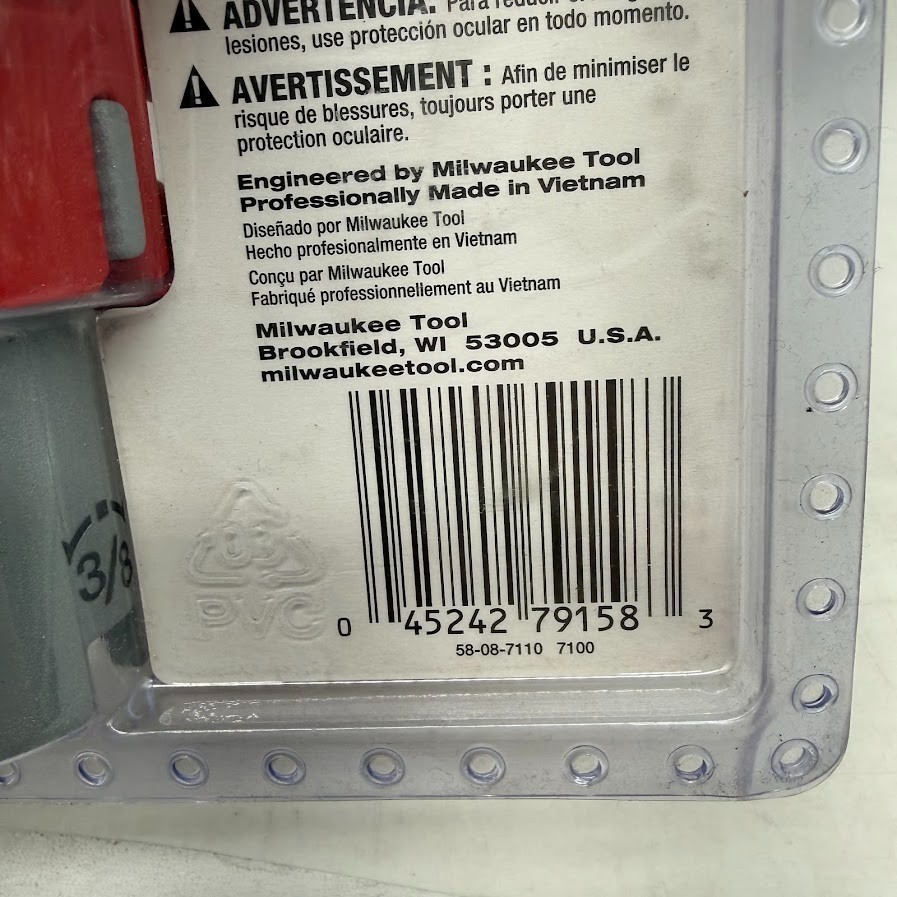 ADVERTENCIA: Para reducir el
lesiones, use protección ocular en todo momento.
AVERTISSEMENT : Afin de minimiser le
risque de blessures, toujours porter une
protection oculaire.
Engineered by Milwaukee Tool
Professionally Made in Vietnam
Diseñado por Milwaukee Tool
Hecho profesionalmente en Vietnam
Conçu par Milwaukee Tool
Fabriqué professionnellement au Vietnam
Milwaukee Tool
Brookfield, WI 53005 U.S.A.
milwaukeetool.com
03
PVC
3/8
0 45242 79158 3
58-08-7110 7100